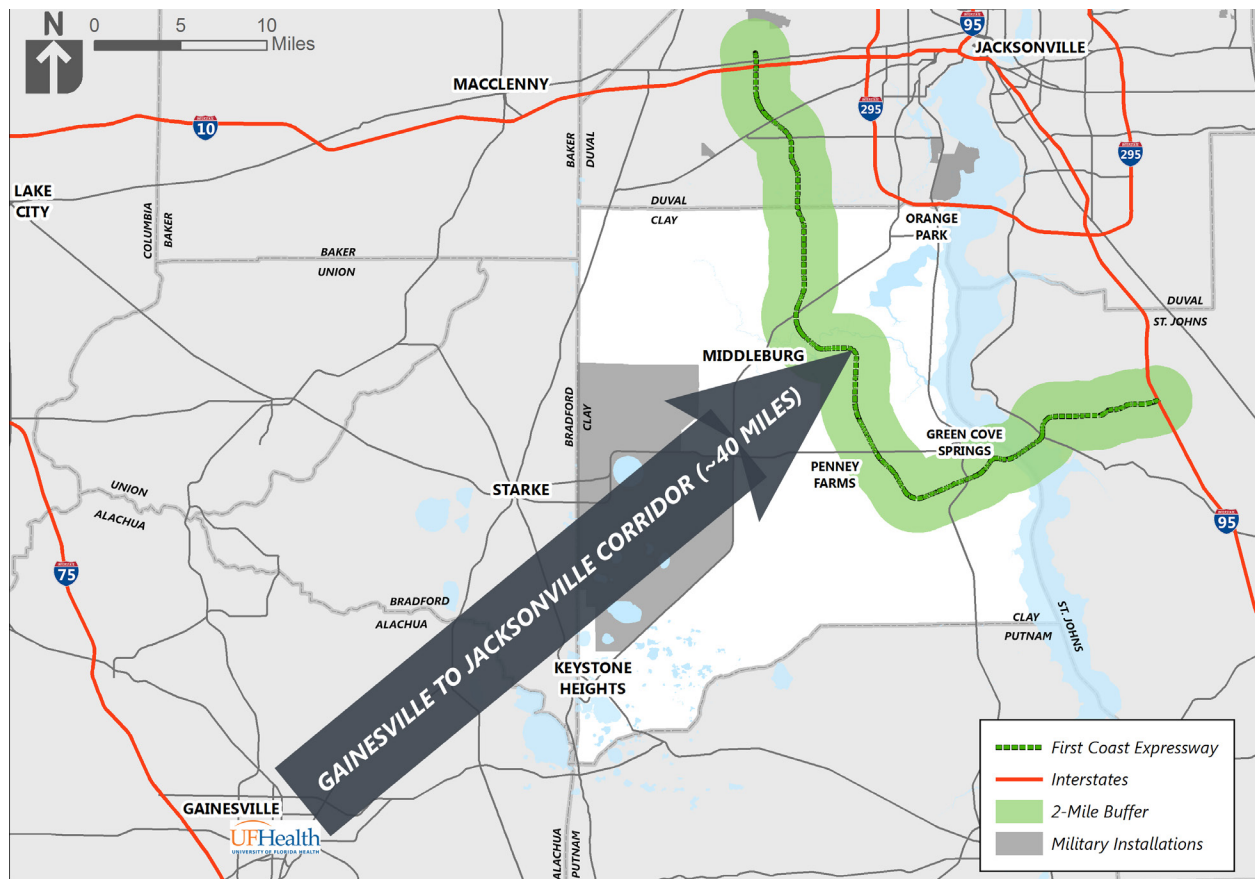 N
0 5 10
Miles
95
JACKSONVILLE
MACCLENNY
10
295
295
BAKER
DUVAL
COLUMBIA
BAKER
LAKE
CITY
DUVAL
CLAY
ORANGE
PARK
BAKER
UNION
DUVAL
ST. JOHNS
MIDDLEBURG
BRADFORD
CLAY
GREEN COVE
SPRINGS
PENNEY
FARMS
STARKE
UNION
ALACHUA
95
75
GAINESVILLE TO JACKSONVILLE CORRIDOR (~40 MILES)
BRADFORD
ALACHUA
CLAY
PUTNAM
ST. JOHNS
KEYSTONE
HEIGHTS
GAINESVILLE
UFHealth
UNIVERSITY OF FLORIDA HEALTH
ALACHUA
PUTNAM
First Coast Expressway
Interstates
2-Mile Buffer
Military Installations